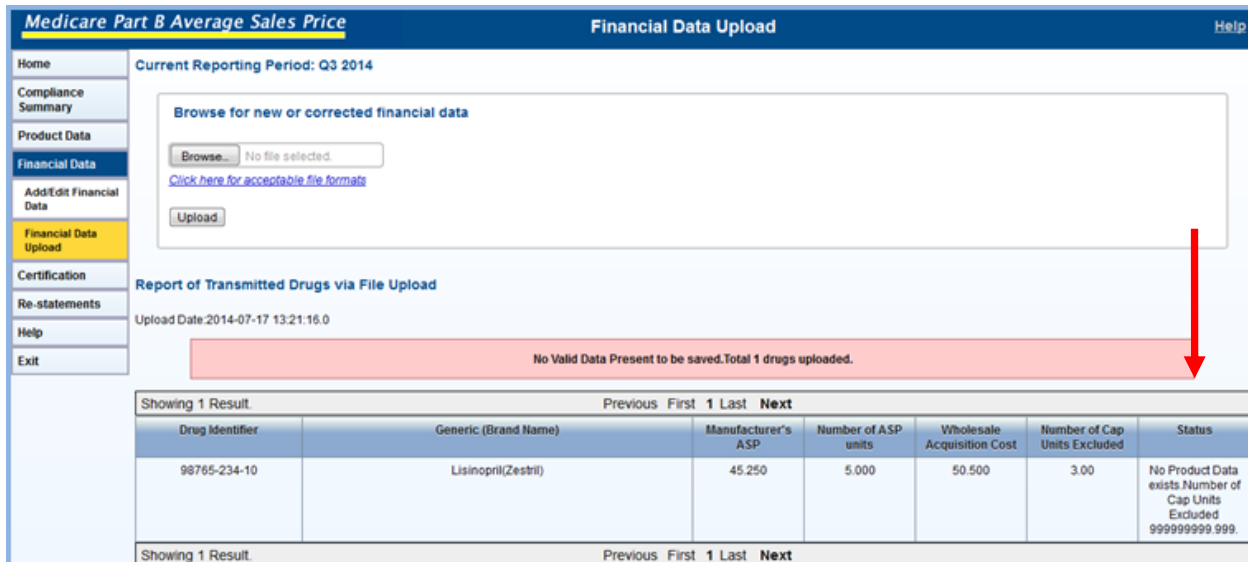 Medicare Part B Average Sales Price
Financial Data Upload
Help
Home
Compliance
Summary
Product Data
Financial Data
Add/Edit Financial
Data
Financial Data
Upload
Certification
Re-statements
Help
Exit
Current Reporting Period: Q3 2014
Browse for new or corrected financial data
Browse... No file selected.
Click here for acceptable file formats
Upload
Report of Transmitted Drugs via File Upload
Upload Date:2014-07-17 13:21:16.0
No Valid Data Present to be saved.Total 1 drugs uploaded.
Showing 1 Result. Previous First 1 Last Next
Drug Identifier
Generic (Brand Name)
Manufacturer's
ASP
Number of ASP
units
Wholesale
Acquisition Cost
Number of Cap
Units Excluded
Status
98765-234-10
Lisinopril(Zestril)
45.250
5.000
50.500
3.00
No Product Data
exists.Number of
Cap Units
Excluded
999999999.999.
Showing 1 Result. Previous First 1 Last Next